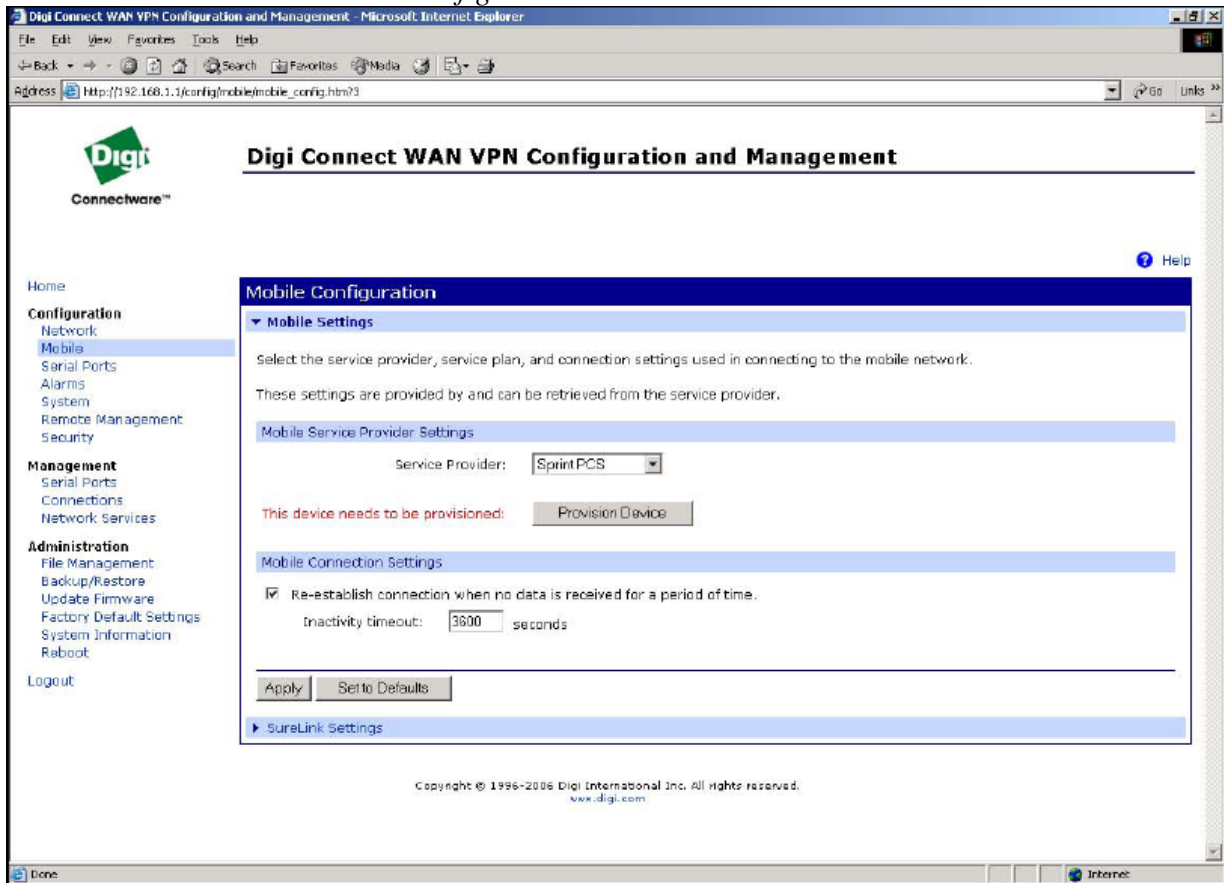 Digi Connect WAN VPN Configuration and Management - Microsoft Internet Explorer
File Edit View Favorites Tools Help
Back Search Favorites Media
Address http://192.168.1.1/config/mobile/mobile_config.htm?3 Go Links »
Digi
Connectware™
Digi Connect WAN VPN Configuration and Management
? Help
Home
Configuration
Network
Mobile
Serial Ports
Alarms
System
Remote Management
Security
Management
Serial Ports
Connections
Network Services
Administration
File Management
Backup/Restore
Update Firmware
Factory Default Settings
System Information
Reboot
Logout
Mobile Configuration
Mobile Settings
Select the service provider, service plan, and connection settings used in connecting to the mobile network.
These settings are provided by and can be retrieved from the service provider.
Mobile Service Provider Settings
Service Provider: Sprint PCS
This device needs to be provisioned: Provision Device
Mobile Connection Settings
Re-establish connection when no data is received for a period of time.
Inactivity timeout: 3600 seconds
Apply Set to Defaults
SureLink Settings
Copyright © 1996-2006 Digi International Inc. All rights reserved.
www.digi.com
Done Internet